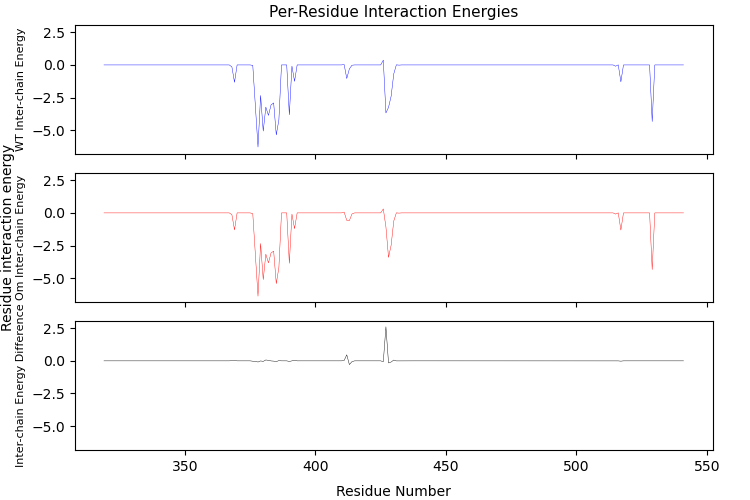 Per-Residue Interaction Energies
WT Inter-chain Energy
2.5
0.0
−2.5
−5.0
Residue interaction energy
Om Inter-chain Energy
2.5
0.0
−2.5
−5.0
Inter-chain Energy Difference
2.5
0.0
−2.5
−5.0
350 400 450 500 550
Residue Number